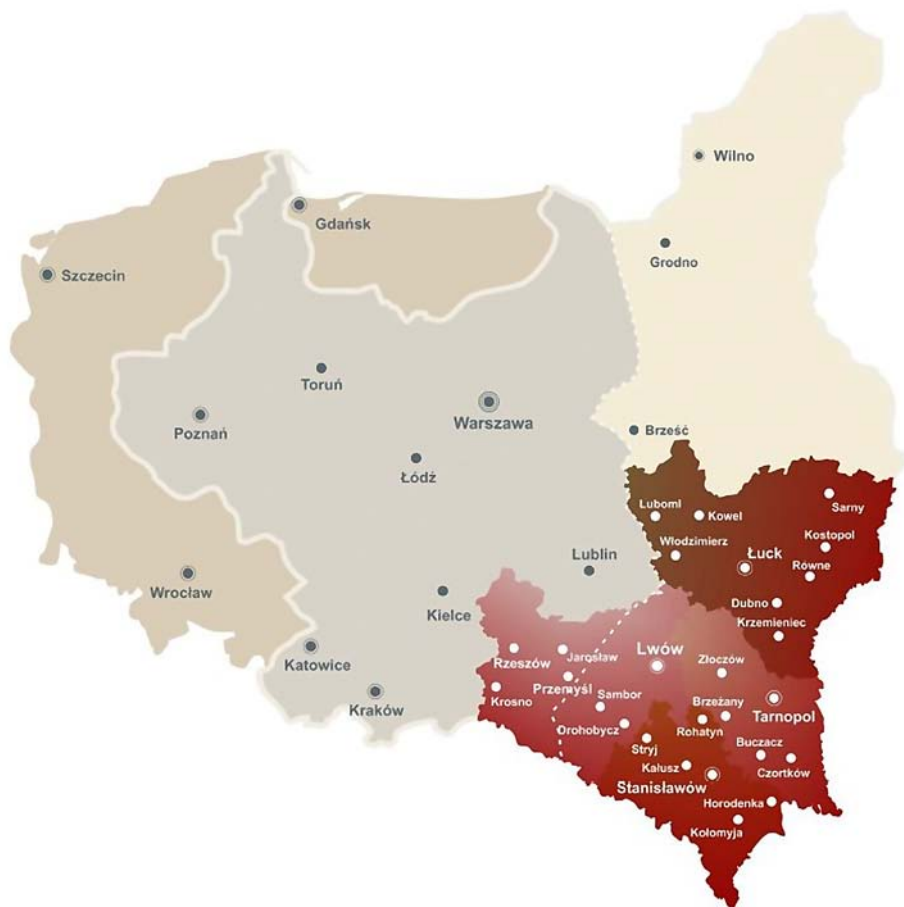 Wilno
Gdańsk
Grodno
Szczecin
Toruń
Warszawa
Poznań
Brześć
Łódź
Luboml
Kowel
Sarny
Kostopol
Włodzimierz
Łuck
Lublin
Równe
Wrocław
Dubno
Kielce
Krzemieniec
Lwów
Katowice
Rzeszów
Jarosław
Złoczów
Przemyśl
Sambor
Krosno
Kraków
Brzeżany
Tarnopol
Drohobycz
Rohatyn
Stryj
Buczacz
Kałusz
Czortków
Stanisławów
Horodenka
Kołomyja